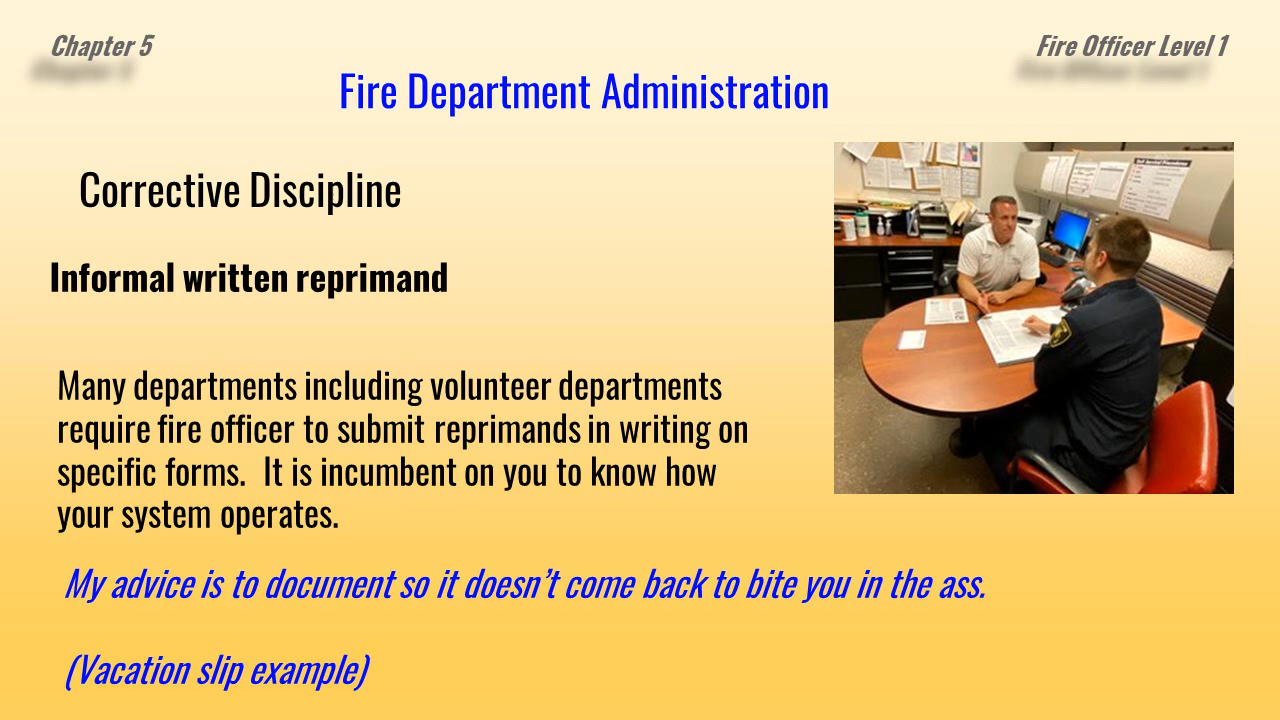 Chapter 5
Fire Officer Level 1
Fire Department Administration
Corrective Discipline
Informal written reprimand
Many departments including volunteer departments
require fire officer to submit reprimands in writing on
specific forms.  It is incumbent on you to know how
your system operates.
My advice is to document so it doesn’t come back to bite you in the ass.
(Vacation slip example)